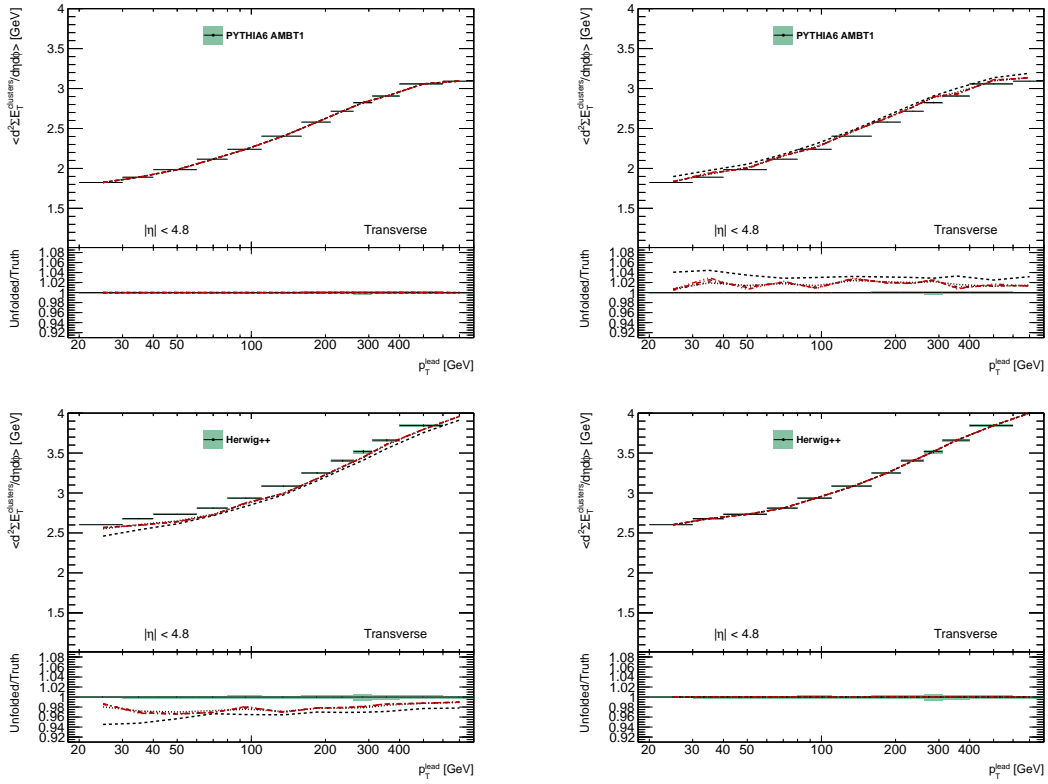 <d²ΣE_T^clusters/dηdϕ> [GeV]
4
3.5
3
2.5
2
1.5
1
PYTHIA6 AMBT1
|η| < 4.8 Transverse
Unfolded/Truth
1.08
1.06
1.04
1.02
1
0.98
0.96
0.94
0.92
20 30 40 50 100 200 300 400
p_T^lead [GeV]
<d²ΣE_T^clusters/dηdϕ> [GeV]
4
3.5
3
2.5
2
1.5
1
PYTHIA6 AMBT1
|η| < 4.8 Transverse
Unfolded/Truth
1.08
1.06
1.04
1.02
1
0.98
0.96
0.94
0.92
20 30 40 50 100 200 300 400
p_T^lead [GeV]
<d²ΣE_T^clusters/dηdϕ> [GeV]
4
3.5
3
2.5
2
1.5
Herwig++
|η| < 4.8 Transverse
Unfolded/Truth
1.08
1.06
1.04
1.02
1
0.98
0.96
0.94
0.92
20 30 40 50 100 200 300 400
p_T^lead [GeV]
<d²ΣE_T^clusters/dηdϕ> [GeV]
4
3.5
3
2.5
2
1.5
Herwig++
|η| < 4.8 Transverse
Unfolded/Truth
1.08
1.06
1.04
1.02
1
0.98
0.96
0.94
0.92
20 30 40 50 100 200 300 400
p_T^lead [GeV]